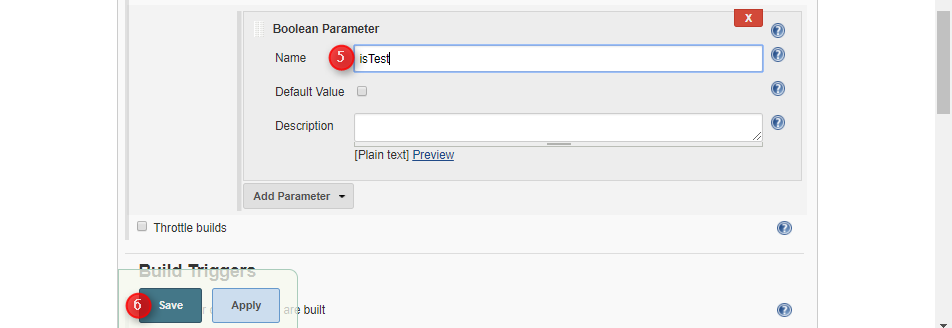 X
Boolean Parameter
?
Name
5
isTest
?
Default Value
?
Description
?
[Plain text] Preview
Add Parameter
Throttle builds
?
Build Triggers
6
Save
Apply
are built
?